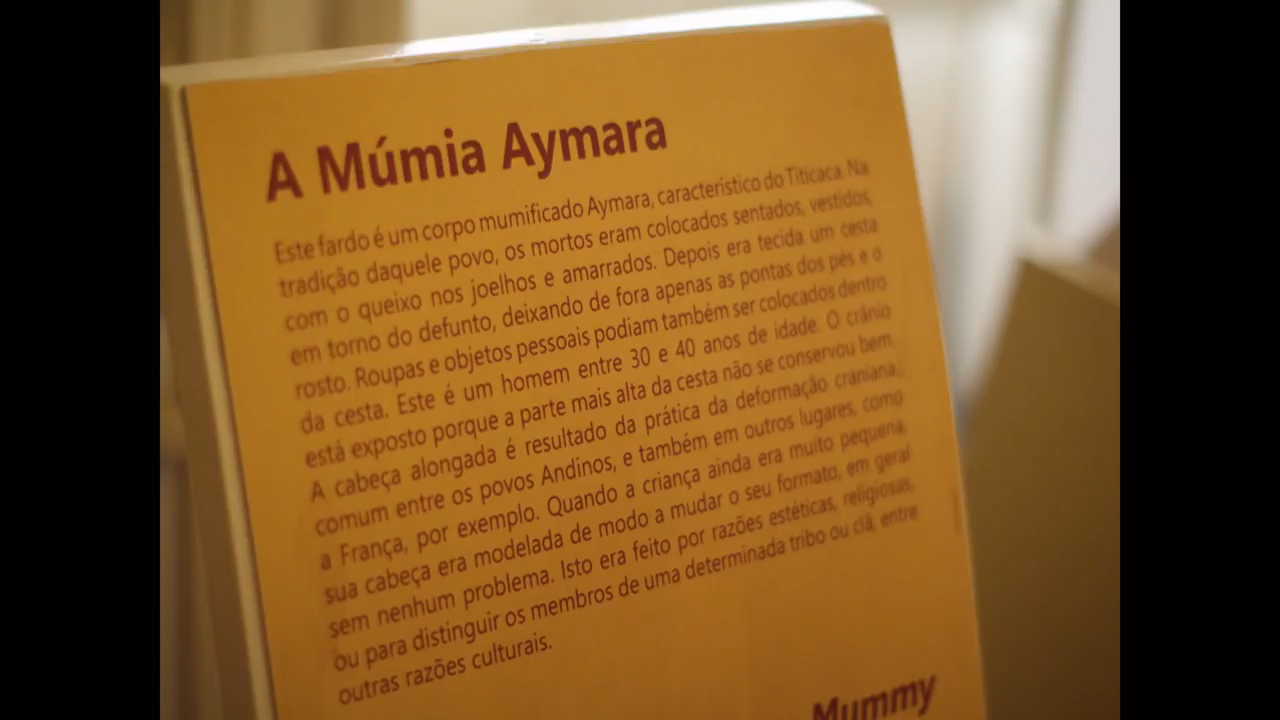 A Múmia Aymara
Este fardo é um corpo mumificado Aymara, característico do Titicaca. Na
tradição daquele povo, os mortos eram colocados sentados, vestidos,
com o queixo nos joelhos e amarrados. Depois era tecida um cesta
em torno do defunto, deixando de fora apenas as pontas dos pés e o
rosto. Roupas e objetos pessoais podiam também ser colocados dentro
da cesta. Este é um homem entre 30 e 40 anos de idade. O crânio
está exposto porque a parte mais alta da cesta não se conservou bem.
A cabeça alongada é resultado da prática da deformação craniana,
comum entre os povos Andinos, e também em outros lugares, como
a França, por exemplo. Quando a criança ainda era muito pequena,
sua cabeça era modelada de modo a mudar o seu formato, em geral
sem nenhum problema. Isto era feito por razões estéticas, religiosas,
ou para distinguir os membros de uma determinada tribo ou clã, entre
outras razões culturais.
Mummy